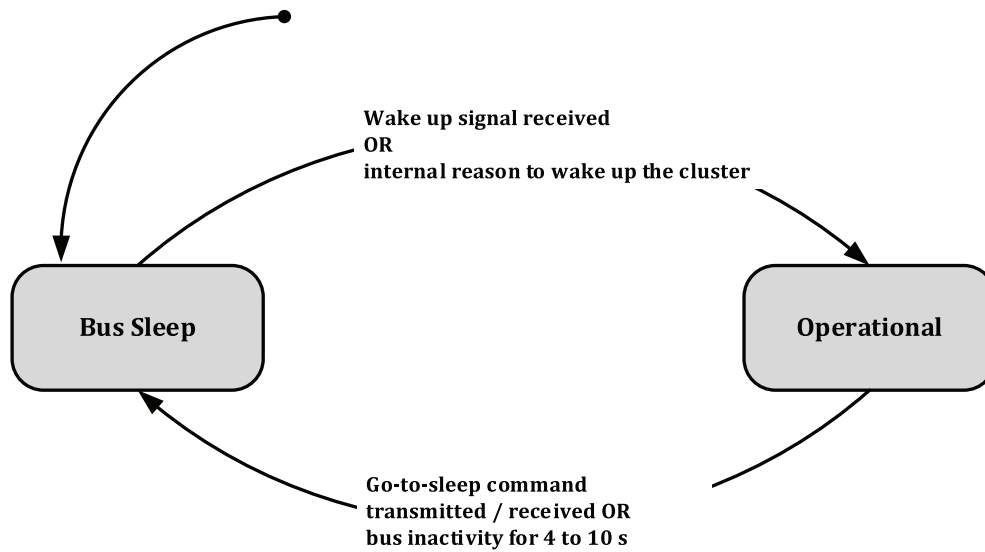 Wake up signal received
OR
internal reason to wake up the cluster
Bus Sleep
Operational
Go-to-sleep command
transmitted / received OR
bus inactivity for 4 to 10 s